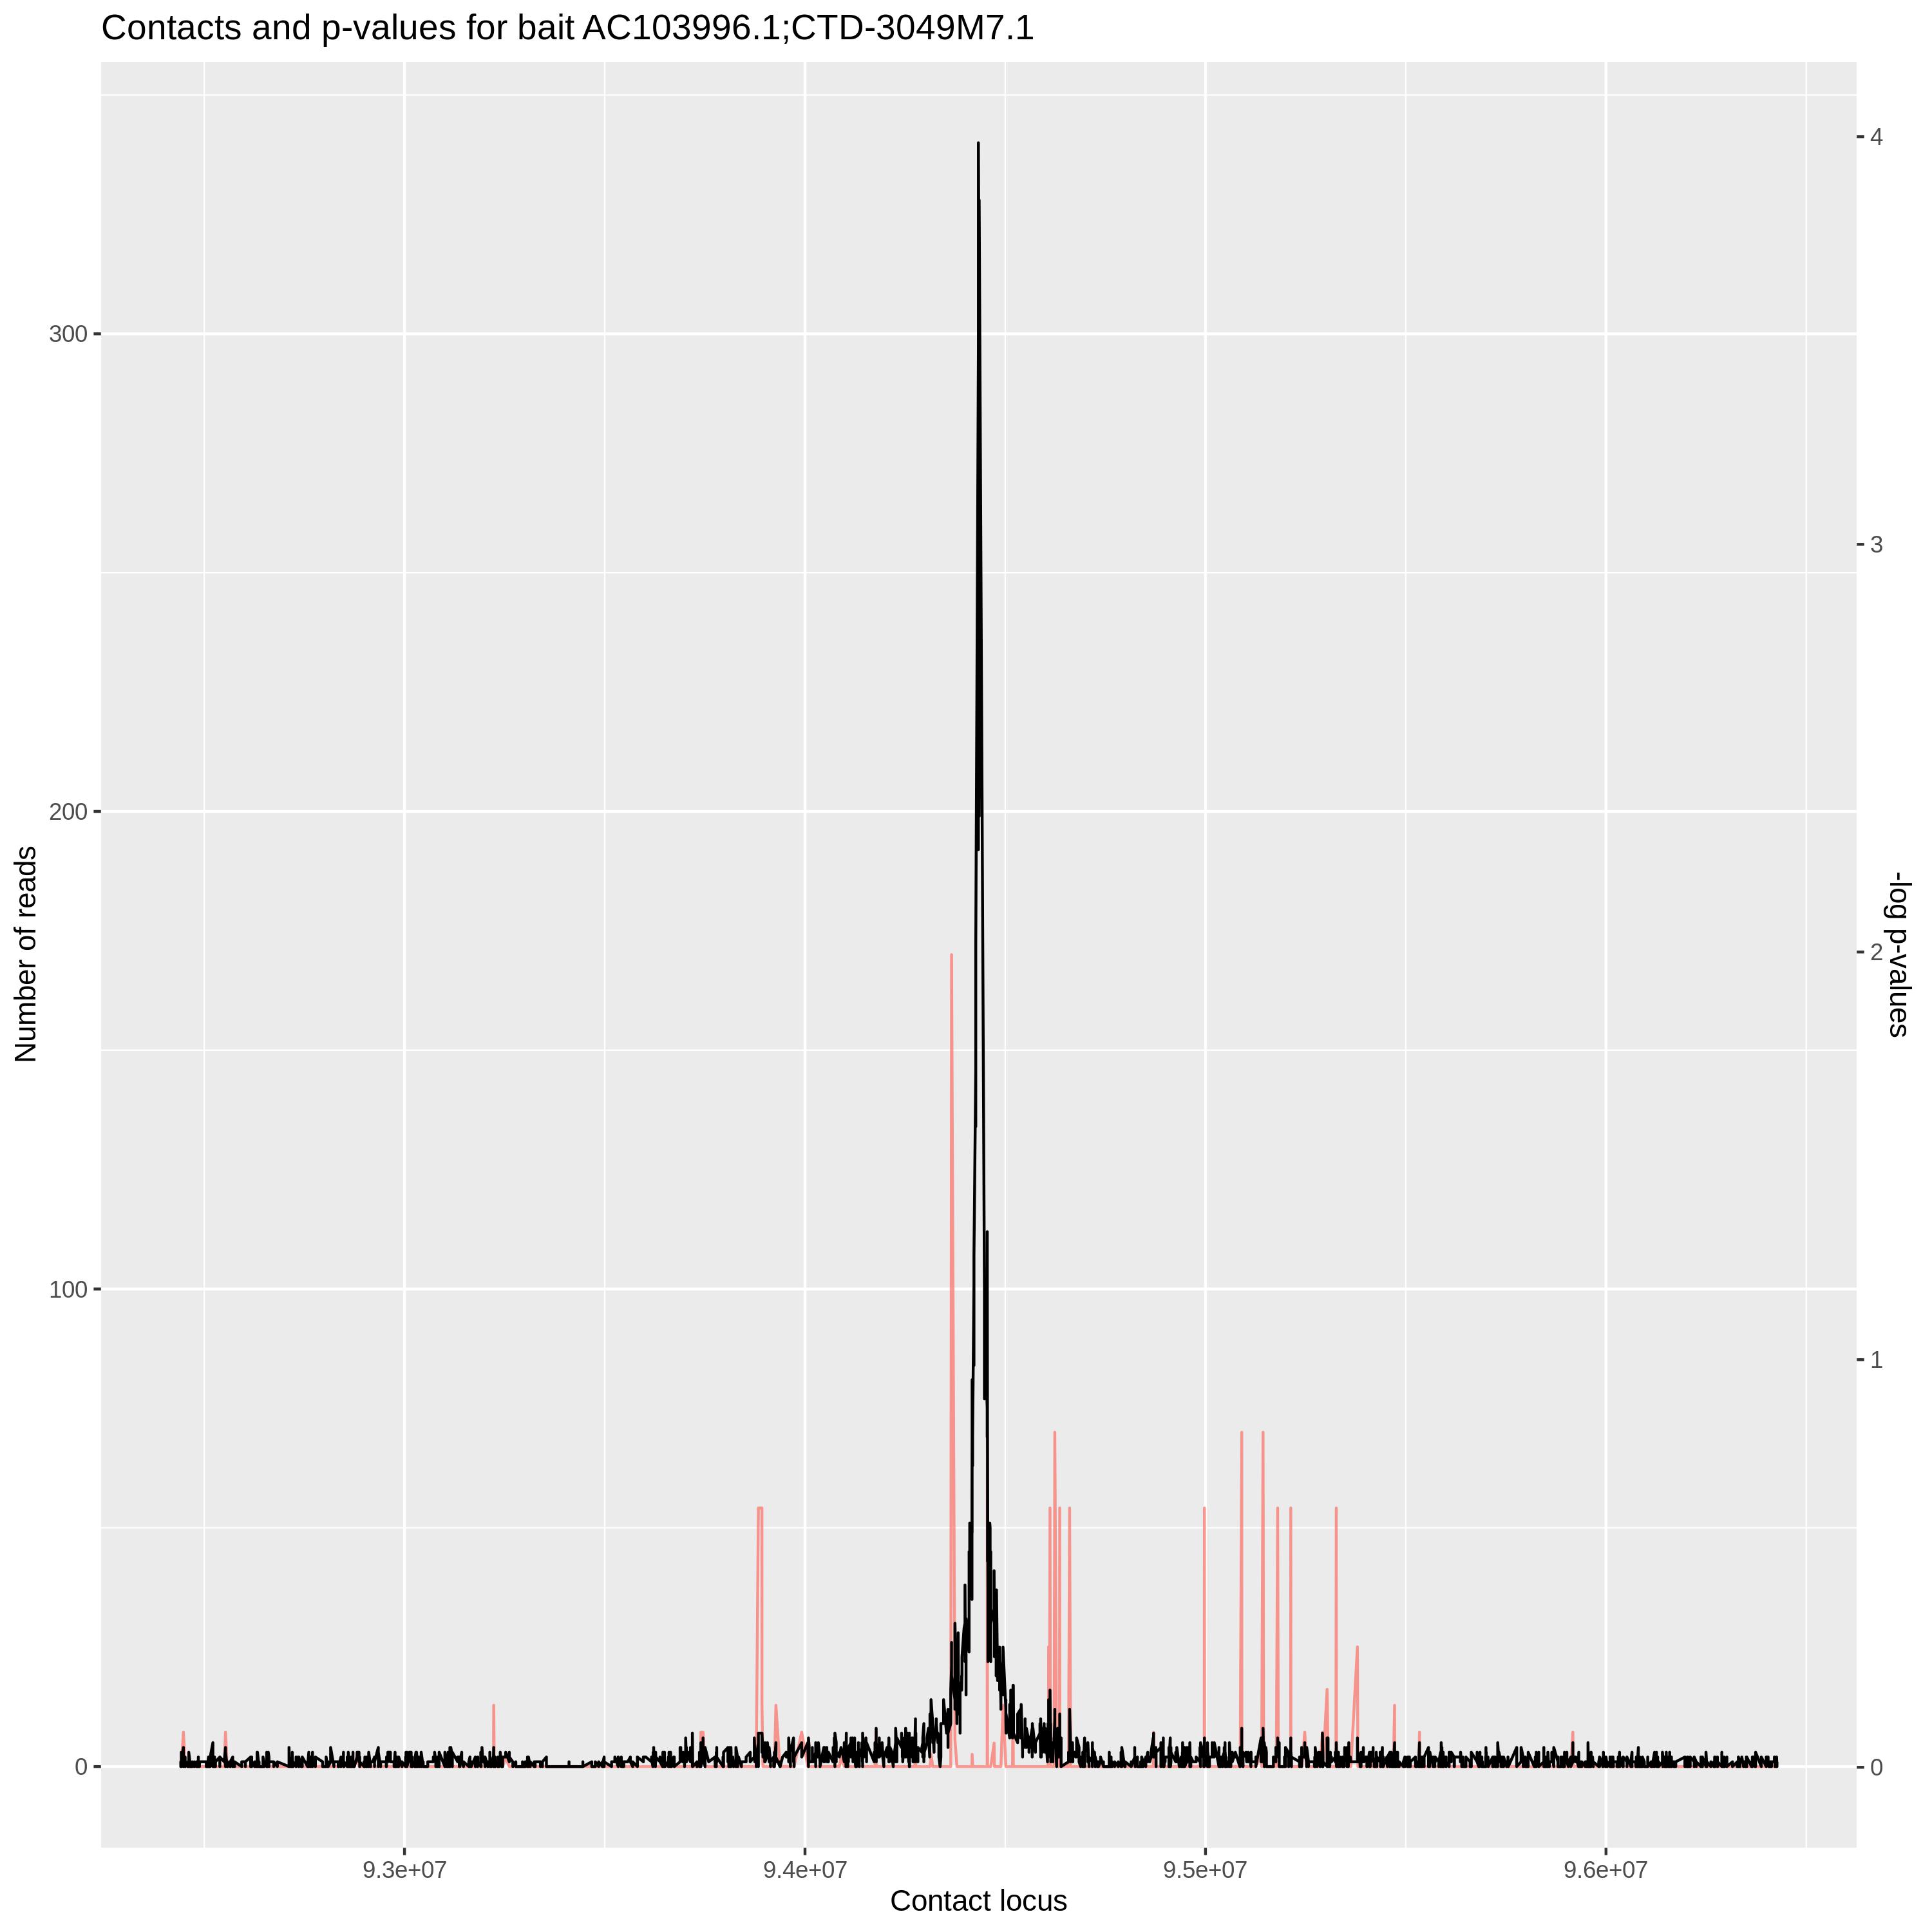 Contacts and p-values for bait AC103996.1;CTD-3049M7.1
Number of reads
300
200
100
0
4
3
2
1
0
-log p-values
9.3e+07
9.4e+07
9.5e+07
9.6e+07
Contact locus